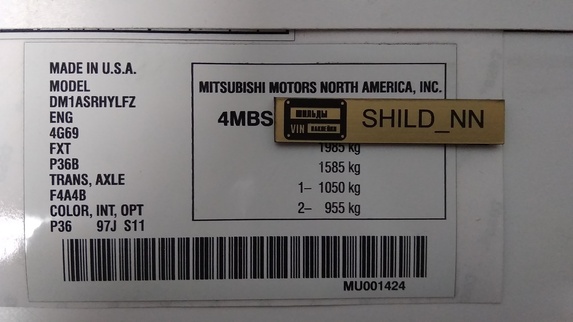 MADE IN U.S.A.
MODEL
DM1ASRHYLFZ
ENG
4G69
FXT
P36B
TRANS, AXLE
F4A4B
COLOR, INT, OPT
P36 97J S11
MITSUBISHI MOTORS NORTH AMERICA, INC.
4MBS
ШИЛЬДЫ
VIN НАКЛЕЙКИ
SHILD_NN
1985 kg
1585 kg
1– 1050 kg
2– 955 kg
MU001424